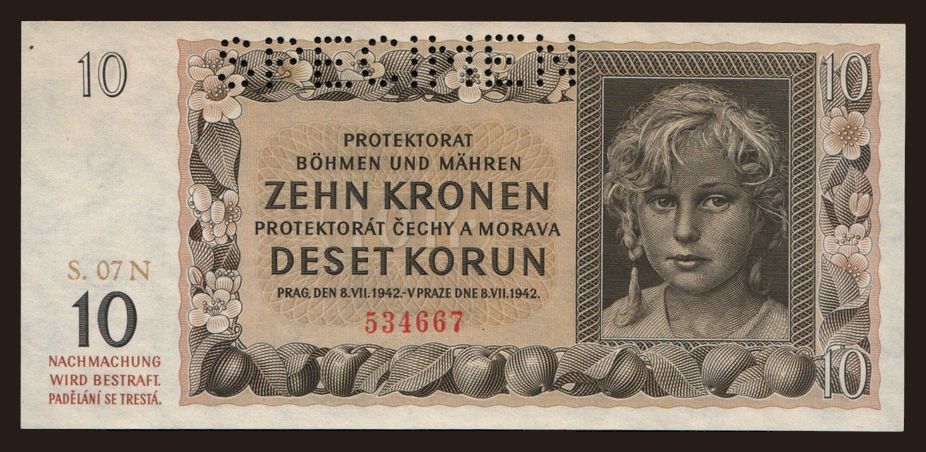 SPECIMEN
10
10
PROTEKTORAT
BÖHMEN UND MÄHREN
ZEHN KRONEN
PROTEKTORÁT ČECHY A MORAVA
DESET KORUN
PRAG, DEN 8.VII.1942.-V PRAZE DNE 8.VII.1942.
534667
S. 07 N
10
NACHMACHUNG
WIRD BESTRAFT.
PADĚLÁNÍ SE TRESTÁ.
10